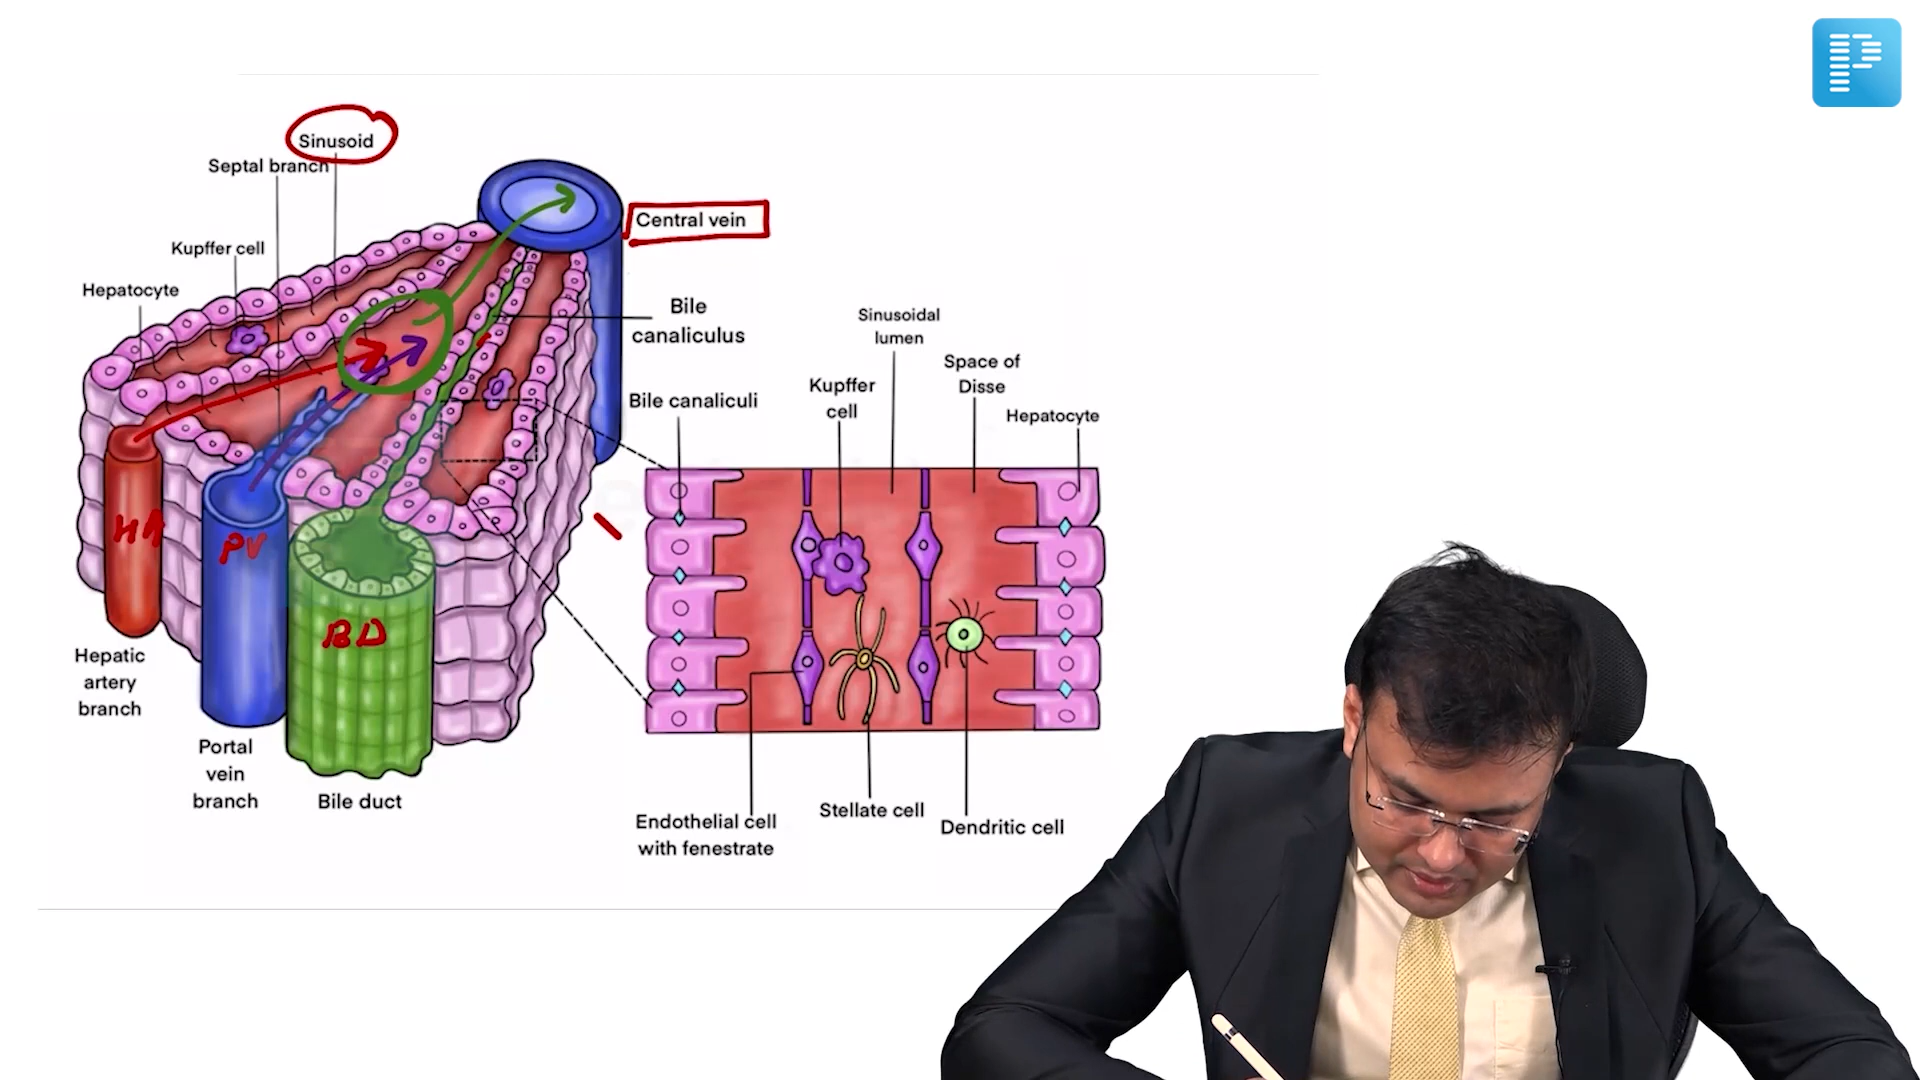 Sinusoid
Septal branch
Kupffer cell
Hepatocyte
Central vein
Bile
canaliculus
Bile canaliculi
Sinusoidal
lumen
Kupffer
cell
Space of
Disse
Hepatocyte
HA
PV
BD
Hepatic
artery
branch
Portal
vein
branch
Bile duct
Endothelial cell
with fenestrate
Stellate cell
Dendritic cell